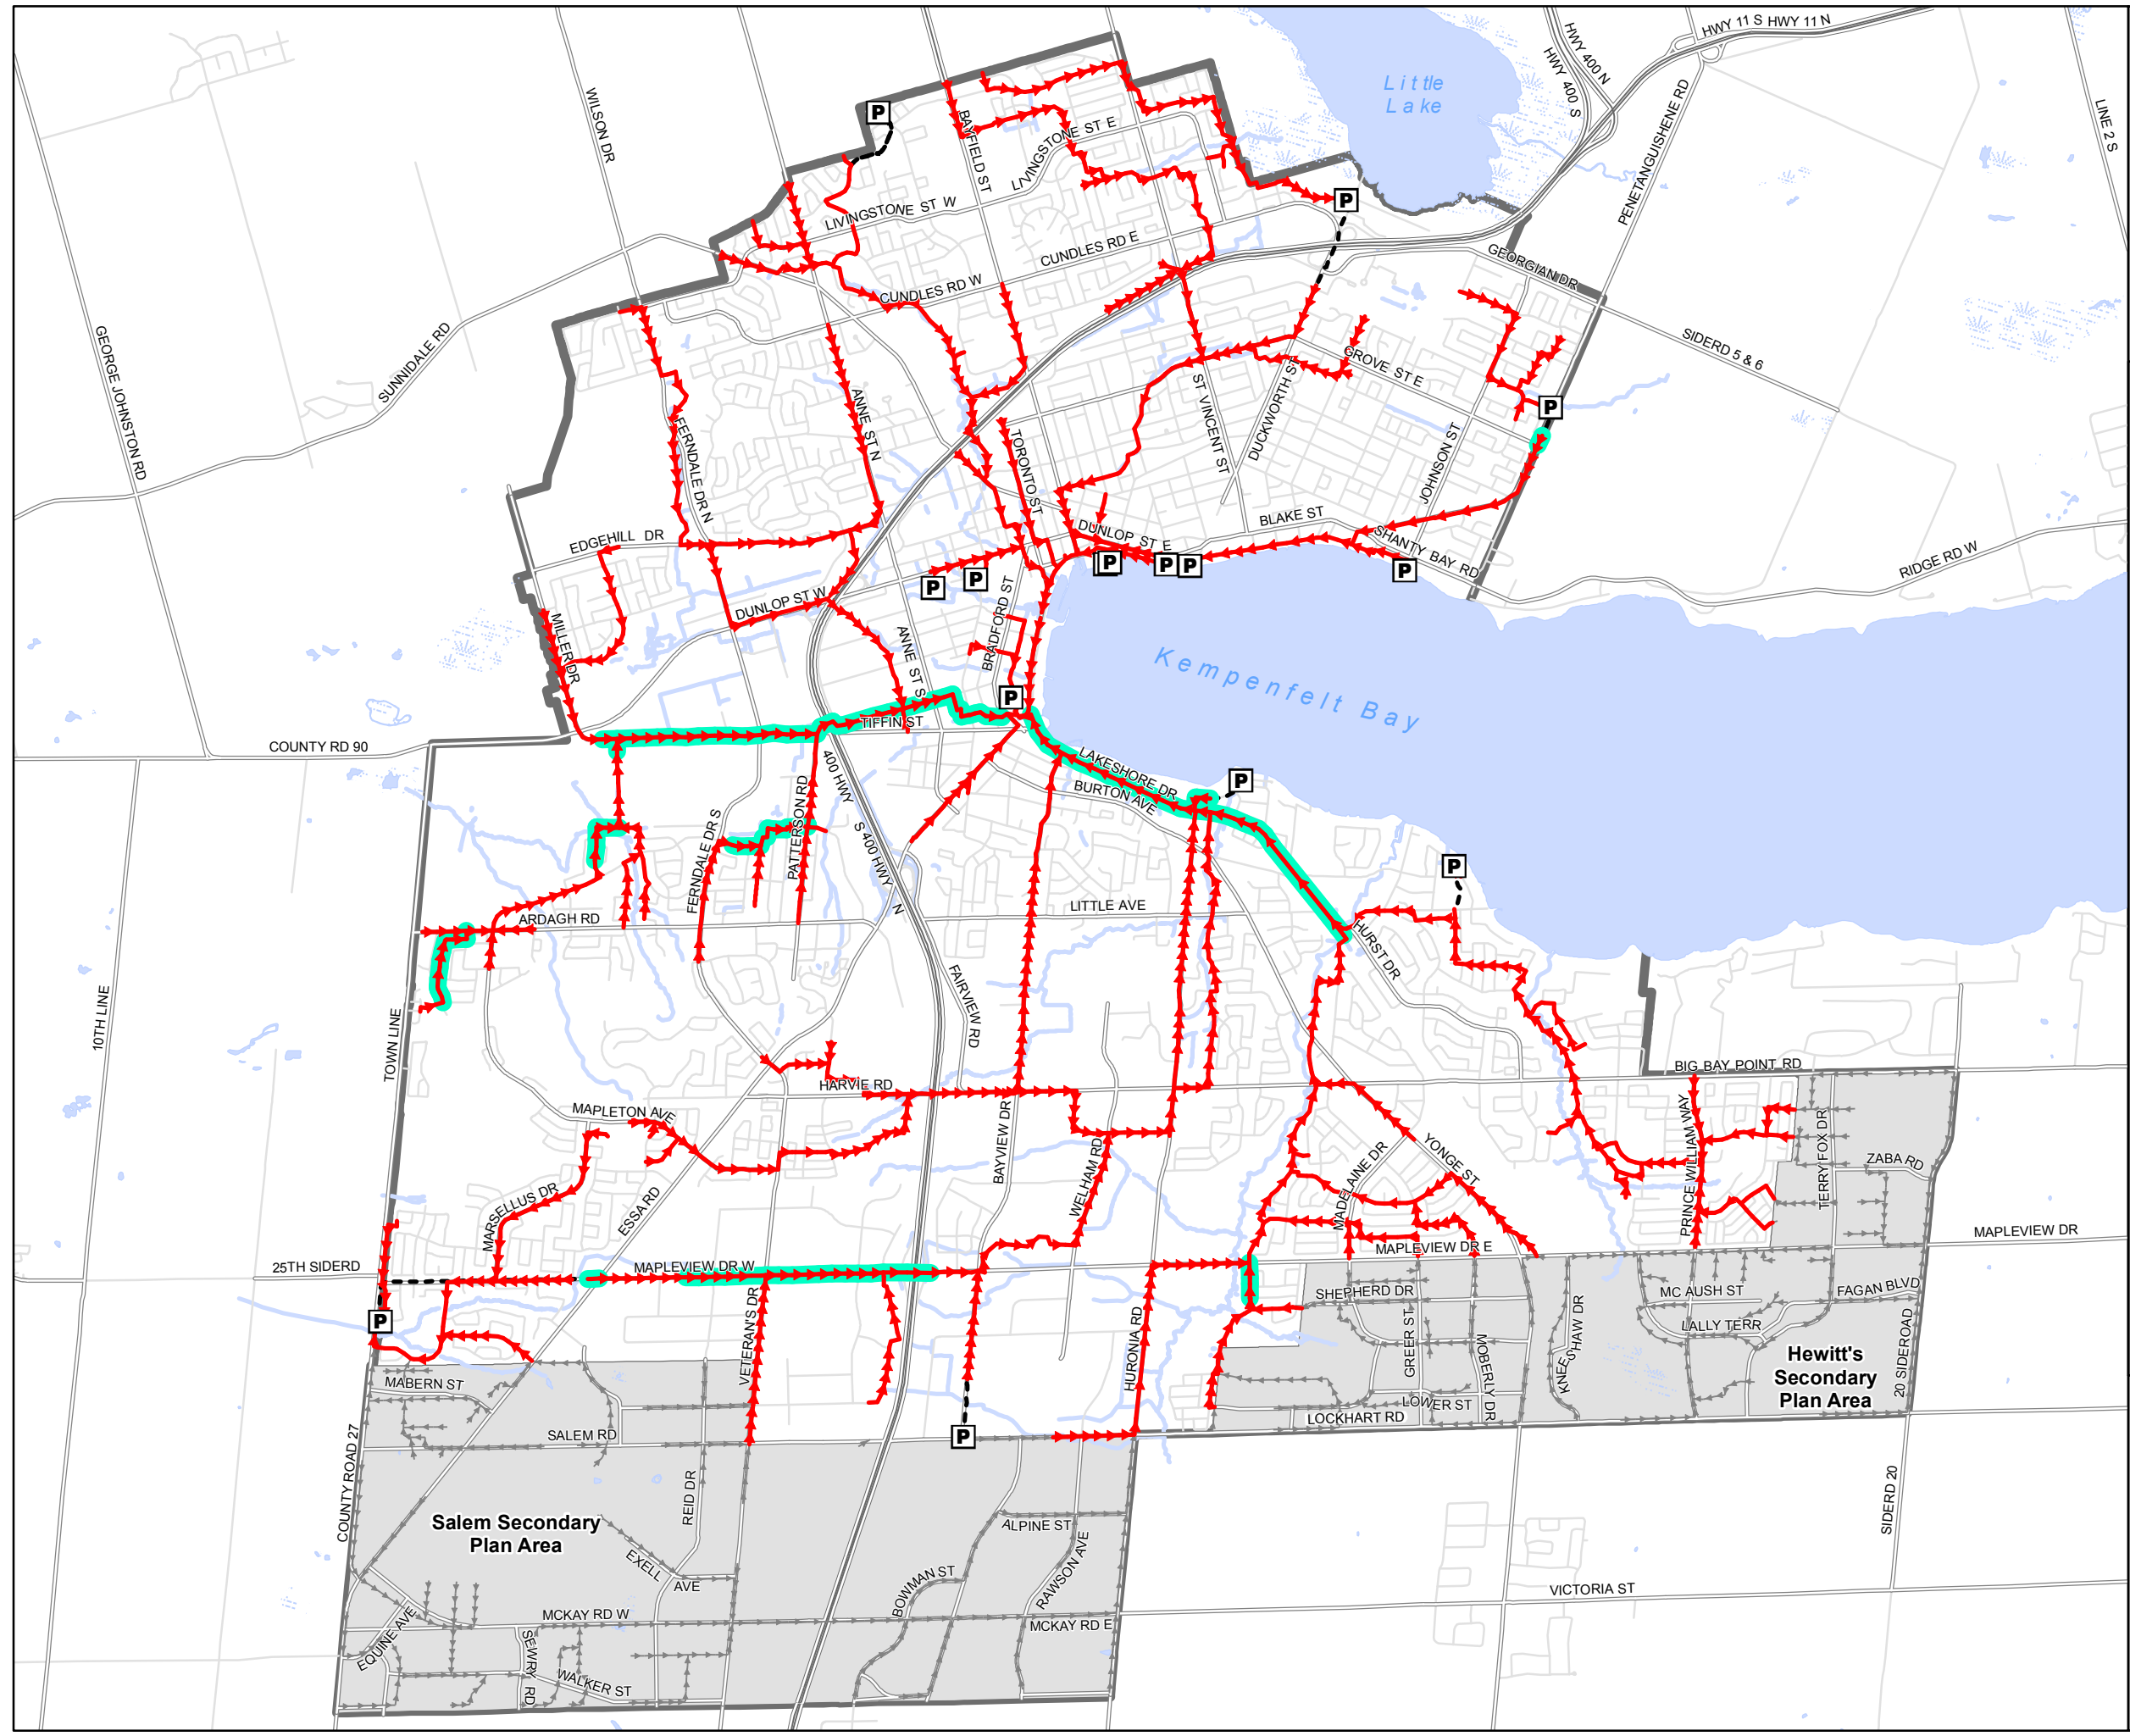 HWY 11 S
HWY 11 N
HWY 400 N
HWY 400 S
Little
Lake
LINE 2 S
WILSON DR
PENETANGUISHENE RD
BAYFIELD ST
LIVINGSTONE ST E
LIVINGSTONE ST W
CUNDLES RD E
CUNDLES RD W
GEORGIAN DR
SIDERD 5 & 6
GEORGE JOHNSTON RD
SUNNIDALE RD
P
P
P
ANNE ST N
FERNDALE DR N
TORONTO ST
ST VINCENT ST
DUCKWORTH ST
GROVE ST E
JOHNSON ST
EDGEHILL DR
DUNLOP ST E
BLAKE ST
SHANTY BAY RD
RIDGE RD W
P
P
P
P
P
P
DUNLOP ST W
MILLER DR
ANNE ST S
BRADFORD ST
Kempenfelt Bay
P
TIFFIN ST
COUNTY RD 90
400 HWY
S 400 HWY
N
LAKESHORE DR
BURTON AVE
P
P
PATTERSON RD
FERNDALE DR S
ARDAGH RD
LITTLE AVE
HURST DR
FAIRVIEW RD
10TH LINE
TOWN LINE
HARVIE RD
BIG BAY POINT RD
MAPLETON AVE
BAYVIEW DR
WELHAM RD
MADELAINE DR
YONGE ST
PRINCE WILLIAM WAY
TERRY FOX DR
ZABA RD
MARSELLUS DR
ESSA RD
MAPLEVIEW DR
MAPLEVIEW DR E
25TH SIDERD
MAPLEVIEW DR W
SHEPHERD DR
MC AUSH ST
FAGAN BLVD
LALLY TERR
P
VETERAN'S DR
HURONIA RD
GREER ST
MOBERLY DR
KNEESHAW DR
20 SIDEROAD
Hewitt's
Secondary
Plan Area
MABERN ST
LOWER ST
LOCKHART RD
P
SALEM RD
COUNTY ROAD 27
REID DR
SIDERD 20
Salem Secondary
Plan Area
ALPINE ST
EXELL
AVE
BOWMAN ST
RAWSON AVE
VICTORIA ST
MCKAY RD W
MCKAY RD E
EQUINE AVE
SEWRY RD
WALKER ST